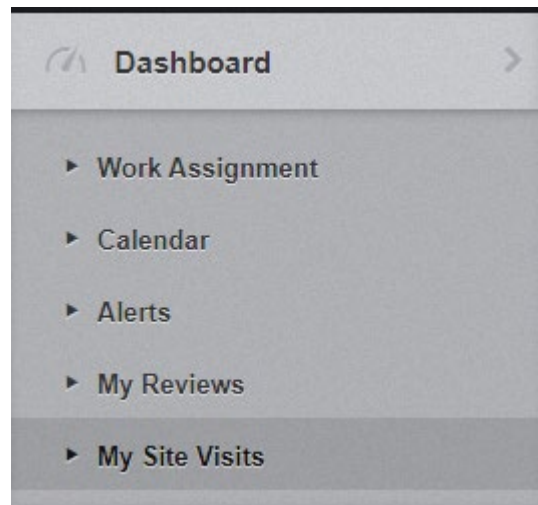 Dashboard
Work Assignment
Calendar
Alerts
My Reviews
My Site Visits